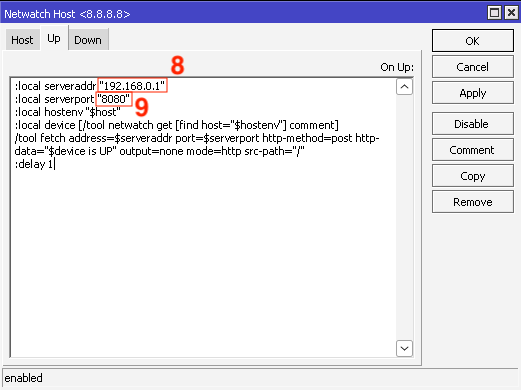 Netwatch Host <8.8.8.8>
Host Up Down
On Up:
OK
Cancel
Apply
Disable
Comment
Copy
Remove
8
:local serveraddr "192.168.0.1"
:local serverport "8080"
9
:local hostenv "$host"
:local device [/tool netwatch get [find host="$hostenv"] comment]
/tool fetch address=$serveraddr port=$serverport http-method=post http-
data="$device is UP" output=none mode=http src-path="/"
:delay 1
enabled